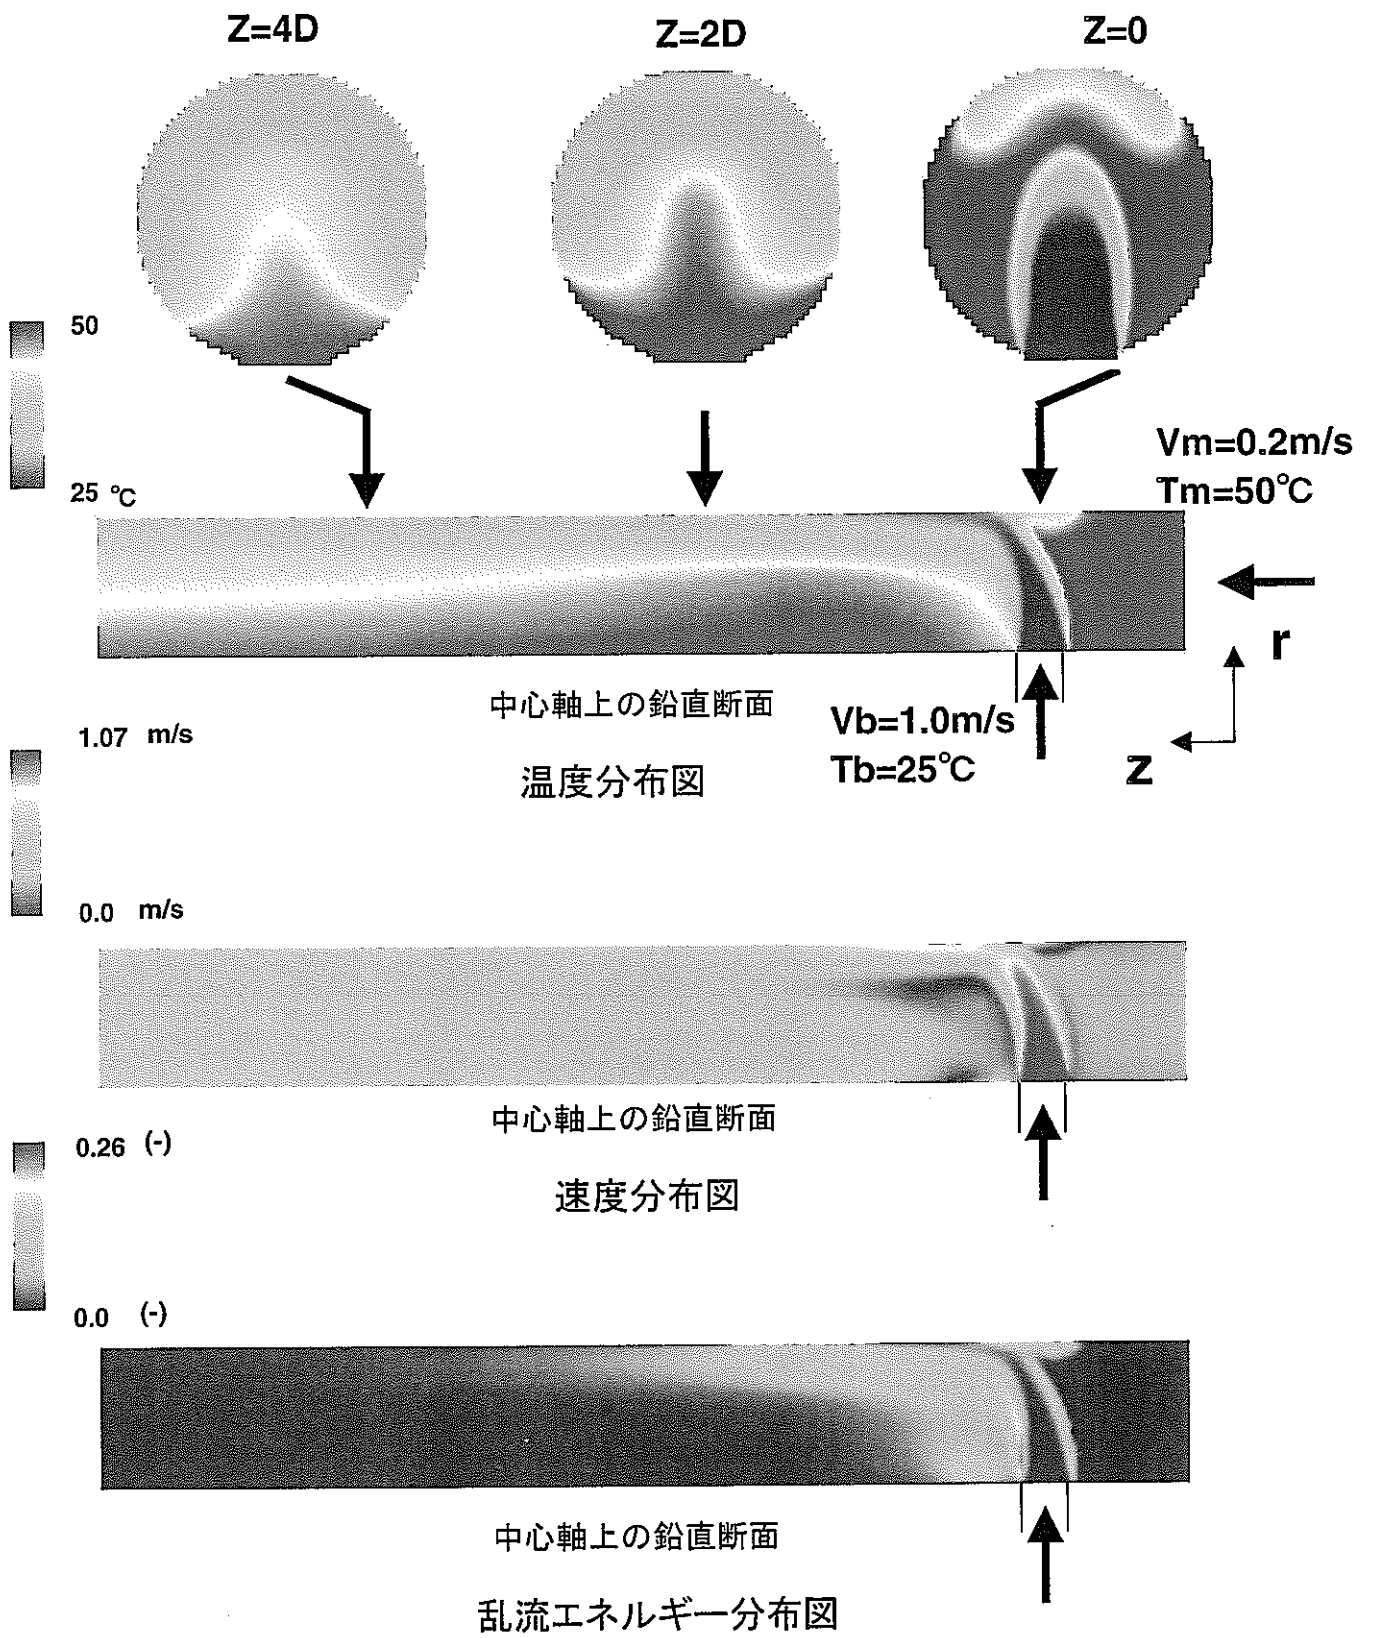 Z=4D
Z=2D
Z=0
50
25 ℃
Vm=0.2m/s
Tm=50℃
r
z
中心軸上の鉛直断面
Vb=1.0m/s
Tb=25℃
温度分布図
1.07 m/s
0.0 m/s
中心軸上の鉛直断面
速度分布図
0.26 (-)
0.0 (-)
中心軸上の鉛直断面
乱流エネルギー分布図